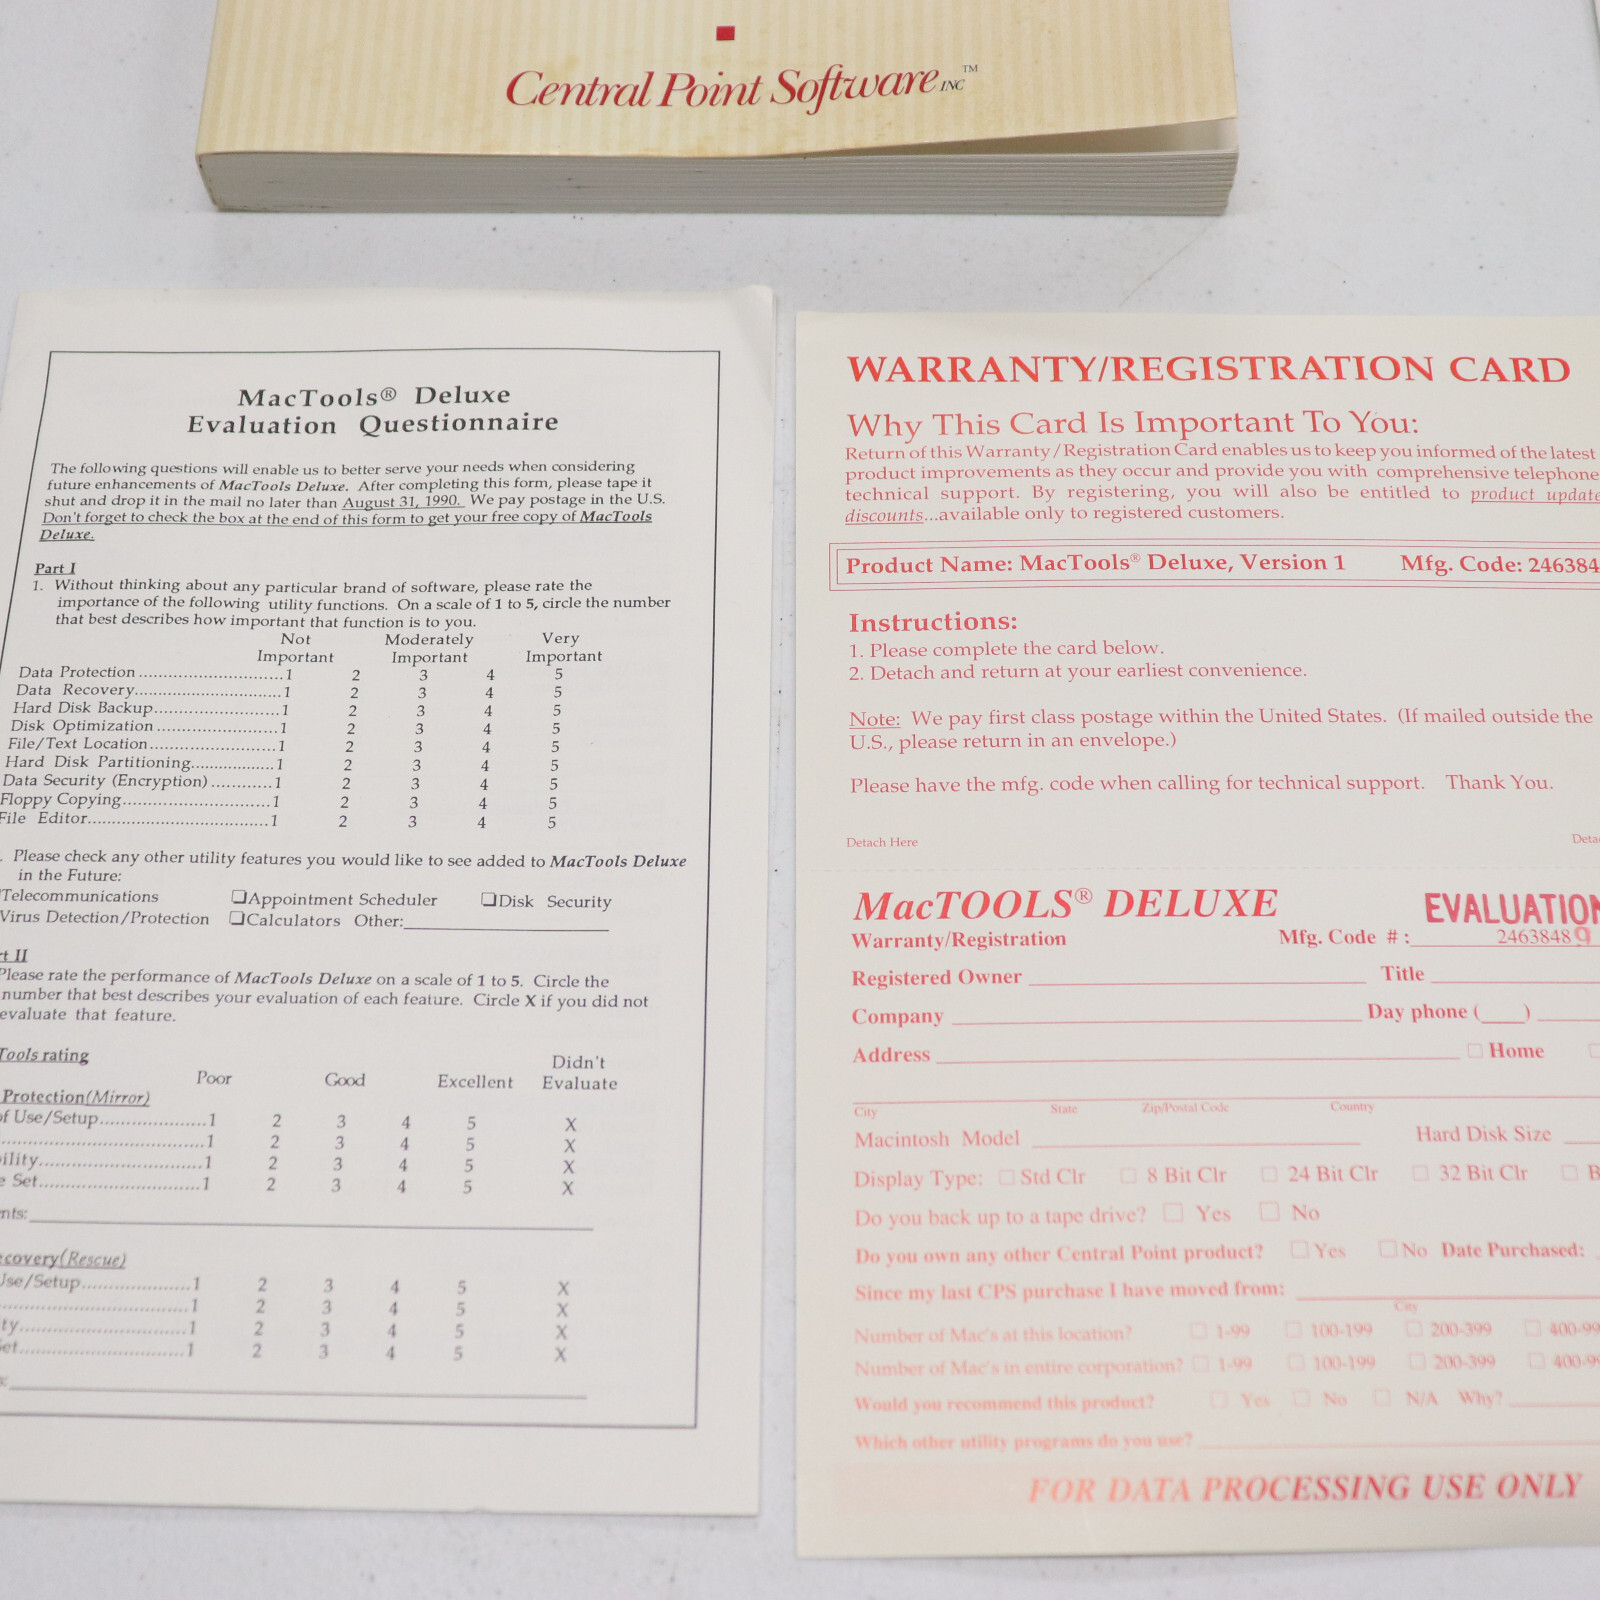 Central Point Software INC™
MacTools® Deluxe
Evaluation Questionnaire
The following questions will enable us to better serve your needs when considering
future enhancements of MacTools Deluxe. After completing this form, please tape it
shut and drop it in the mail no later than August 31, 1990. We pay postage in the U.S.
Don't forget to check the box at the end of this form to get your free copy of MacTools
Deluxe.
Part I
1. Without thinking about any particular brand of software, please rate the
importance of the following utility functions. On a scale of 1 to 5, circle the number
that best describes how important that function is to you.
Not Moderately Very
Important Important Important
Data Protection..............................1 2 3 4 5
Data Recovery..............................1 2 3 4 5
Hard Disk Backup..........................1 2 3 4 5
Disk Optimization.........................1 2 3 4 5
File/Text Location..........................1 2 3 4 5
Hard Disk Partitioning.................1 2 3 4 5
Data Security (Encryption)............1 2 3 4 5
Floppy Copying..............................1 2 3 4 5
File Editor.....................................1 2 3 4 5
. Please check any other utility features you would like to see added to MacTools Deluxe
in the Future:
Telecommunications ❑Appointment Scheduler ❑Disk Security
Virus Detection/Protection ❑Calculators Other:
t II
Please rate the performance of MacTools Deluxe on a scale of 1 to 5. Circle the
number that best describes your evaluation of each feature. Circle X if you did not
evaluate that feature.
Tools rating
Didn't
Poor Good Excellent Evaluate
Protection(Mirror)
of Use/Setup......................1 2 3 4 5 X
..........................................1 2 3 4 5 X
ility..................................1 2 3 4 5 X
e Set.................................1 2 3 4 5 X
nts:
ecovery(Rescue)
Use/Setup.......................1 2 3 4 5 X
.......................................1 2 3 4 5 X
ty...................................1 2 3 4 5 X
Set..................................1 2 3 4 5 X
s:
WARRANTY/REGISTRATION CARD
Why This Card Is Important To You:
Return of this Warranty/Registration Card enables us to keep you informed of the latest
product improvements as they occur and provide you with comprehensive telephone
technical support. By registering, you will also be entitled to product update
discounts...available only to registered customers.
Product Name: MacTools® Deluxe, Version 1 Mfg. Code: 246384
Instructions:
1. Please complete the card below.
2. Detach and return at your earliest convenience.
Note: We pay first class postage within the United States. (If mailed outside the
U.S., please return in an envelope.)
Please have the mfg. code when calling for technical support. Thank You.
Detach Here Deta
MacTOOLS® DELUXE EVALUATION
Warranty/Registration Mfg. Code #: 24638489
Registered Owner Title
Company Day phone (    )
Address ☐ Home ☐
City State Zip/Postal Code Country
Macintosh Model Hard Disk Size
Display Type: ☐ Std Clr ☐ 8 Bit Clr ☐ 24 Bit Clr ☐ 32 Bit Clr ☐ B
Do you back up to a tape drive? ☐ Yes ☐ No
Do you own any other Central Point product? ☐ Yes ☐ No Date Purchased:
Since my last CPS purchase I have moved from:
City
Number of Mac's at this location? ☐ 1-99 ☐ 100-199 ☐ 200-399 ☐ 400-99
Number of Mac's in entire corporation? ☐ 1-99 ☐ 100-199 ☐ 200-399 ☐ 400-99
Would you recommend this product? ☐ Yes ☐ No ☐ N/A Why?
Which other utility programs do you use?
FOR DATA PROCESSING USE ONLY